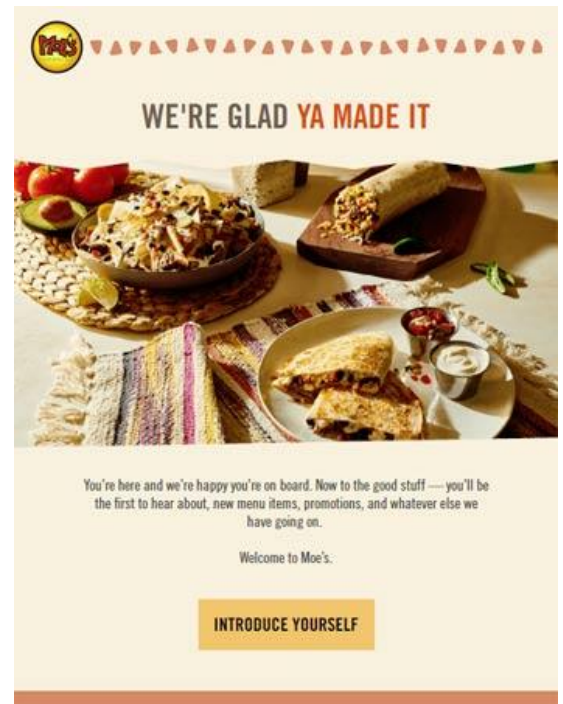 Moe's
WE'RE GLAD YA MADE IT
You're here and we're happy you're on board. Now to the good stuff — you'll be
the first to hear about, new menu items, promotions, and whatever else we
have going on.
Welcome to Moe's.
INTRODUCE YOURSELF